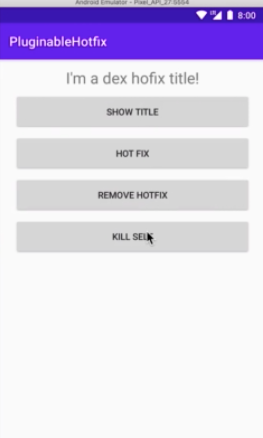 Android Emulator - Pixel_API_27:5554
8:00
PluginableHotfix
I'm a dex hofix title!
SHOW TITLE
HOT FIX
REMOVE HOTFIX
KILL SELF